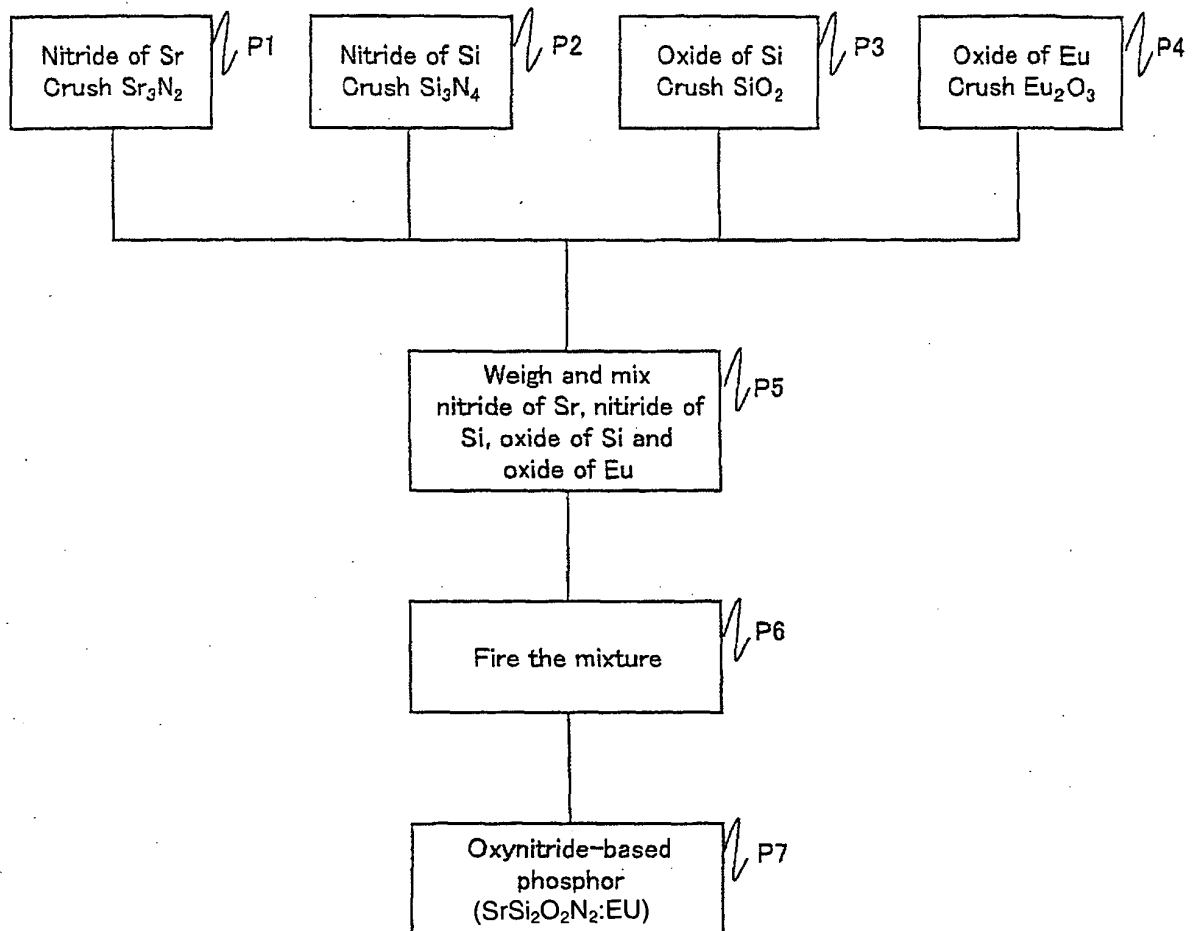 Nitride of Sr
Crush Sr₃N₂
P1
Nitride of Si
Crush Si₃N₄
P2
Oxide of Si
Crush SiO₂
P3
Oxide of Eu
Crush Eu₂O₃
P4
Weigh and mix
nitride of Sr, nitiride of
Si, oxide of Si and
oxide of Eu
P5
Fire the mixture
P6
Oxynitride-based
phosphor
(SrSi₂O₂N₂:EU)
P7